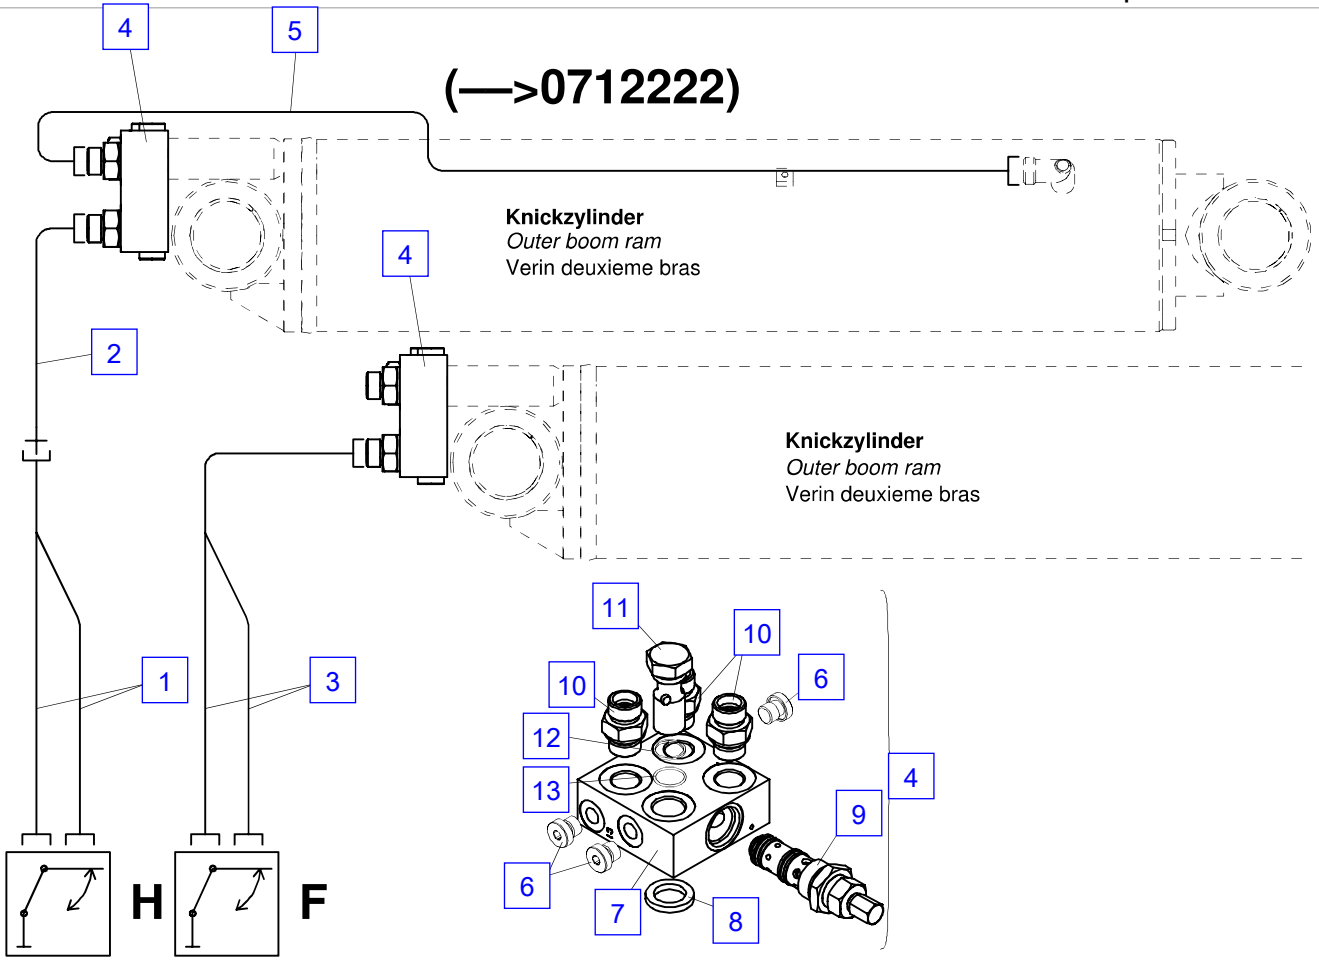 4
5
(—>0712222)
Knickzylinder
Outer boom ram
Verin deuxieme bras
4
2
Knickzylinder
Outer boom ram
Verin deuxieme bras
11
10
10
6
1
3
12
13
4
9
6
7
8
H
F